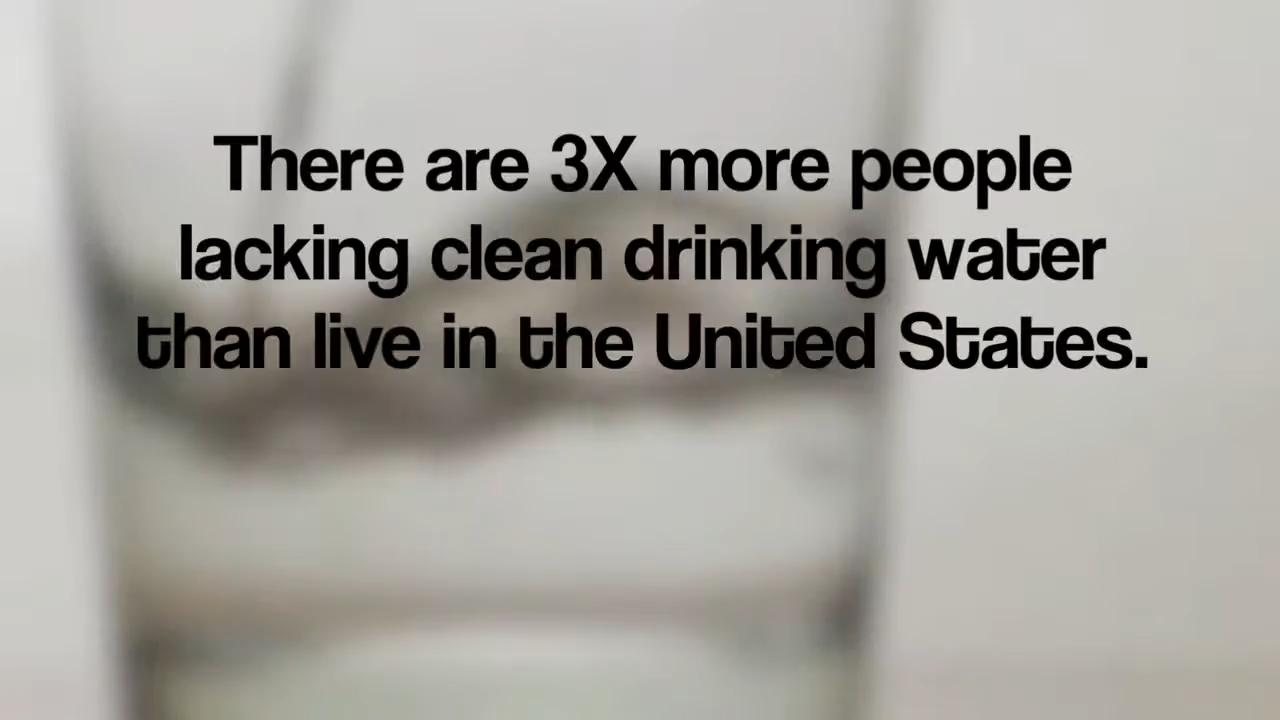 There are 3X more people
lacking clean drinking water
than live in the United States.